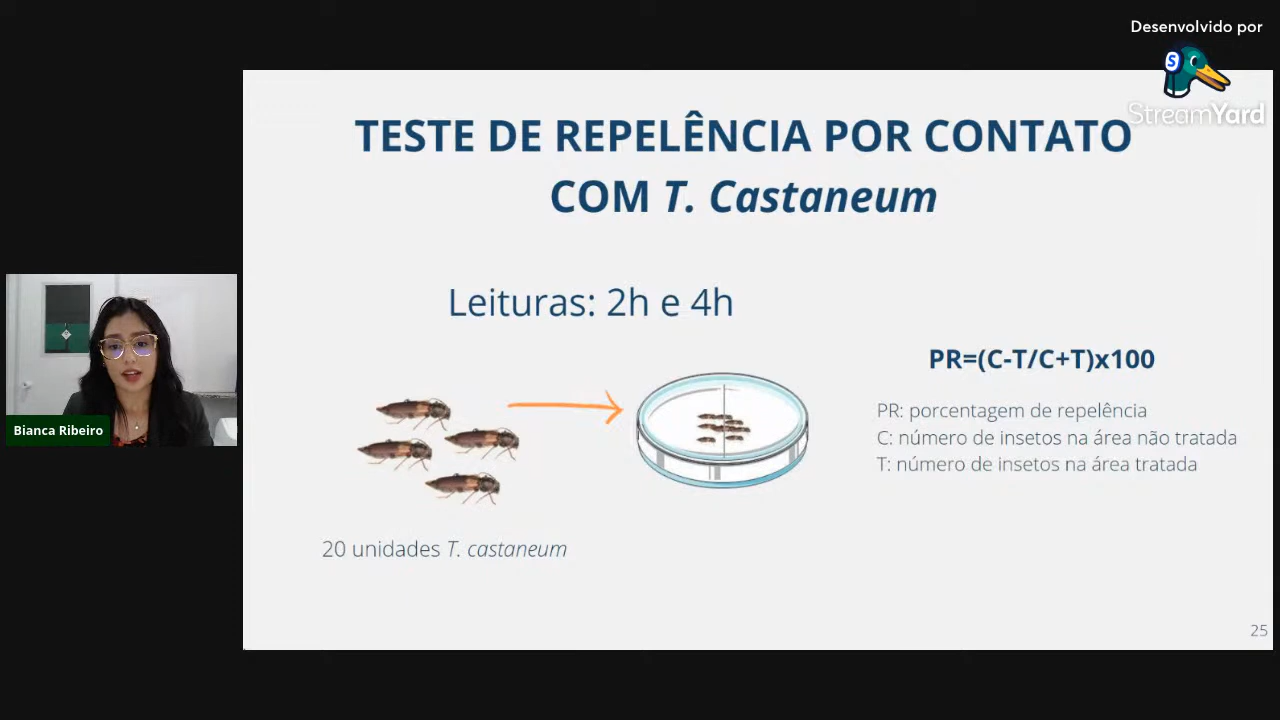 Desenvolvido por
StreamYard
TESTE DE REPELÊNCIA POR CONTATO
COM T. Castaneum
Leituras: 2h e 4h
PR=(C-T/C+T)x100
PR: porcentagem de repelência
C: número de insetos na área não tratada
T: número de insetos na área tratada
Bianca Ribeiro
20 unidades T. castaneum
25